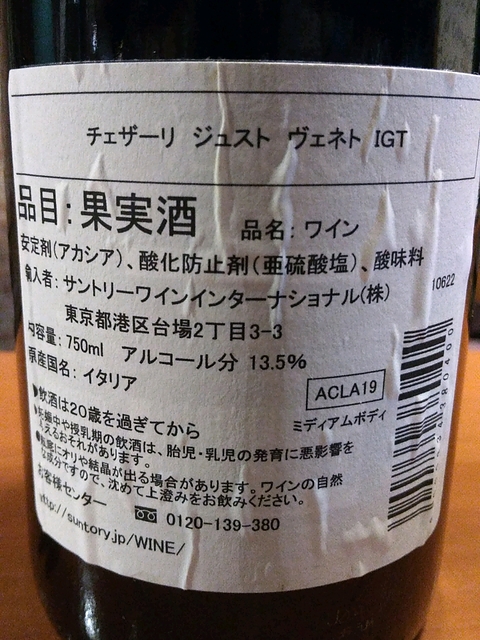 チェザーリ ジュスト ヴェネト IGT
品目:果実酒 品名:ワイン
安定剤(アカシア)、酸化防止剤(亜硫酸塩)、酸味料
輸入者:サントリーワインインターナショナル(株)
10622
東京都港区台場2丁目3-3
内容量:750ml アルコール分 13.5%
原産国名:イタリア
ACLA19
ミディアムボディ
飲酒は20歳を過ぎてから
妊娠中や授乳期の飲酒は、胎児・乳児の発育に悪影響を
与えるおそれがあります。
瓶底にオリや結晶が出る場合があります。ワインの自然
な成分ですので、沈めて上澄みをお飲みください。
お客様センター 0120-139-380
http://suntory.jp/WINE/